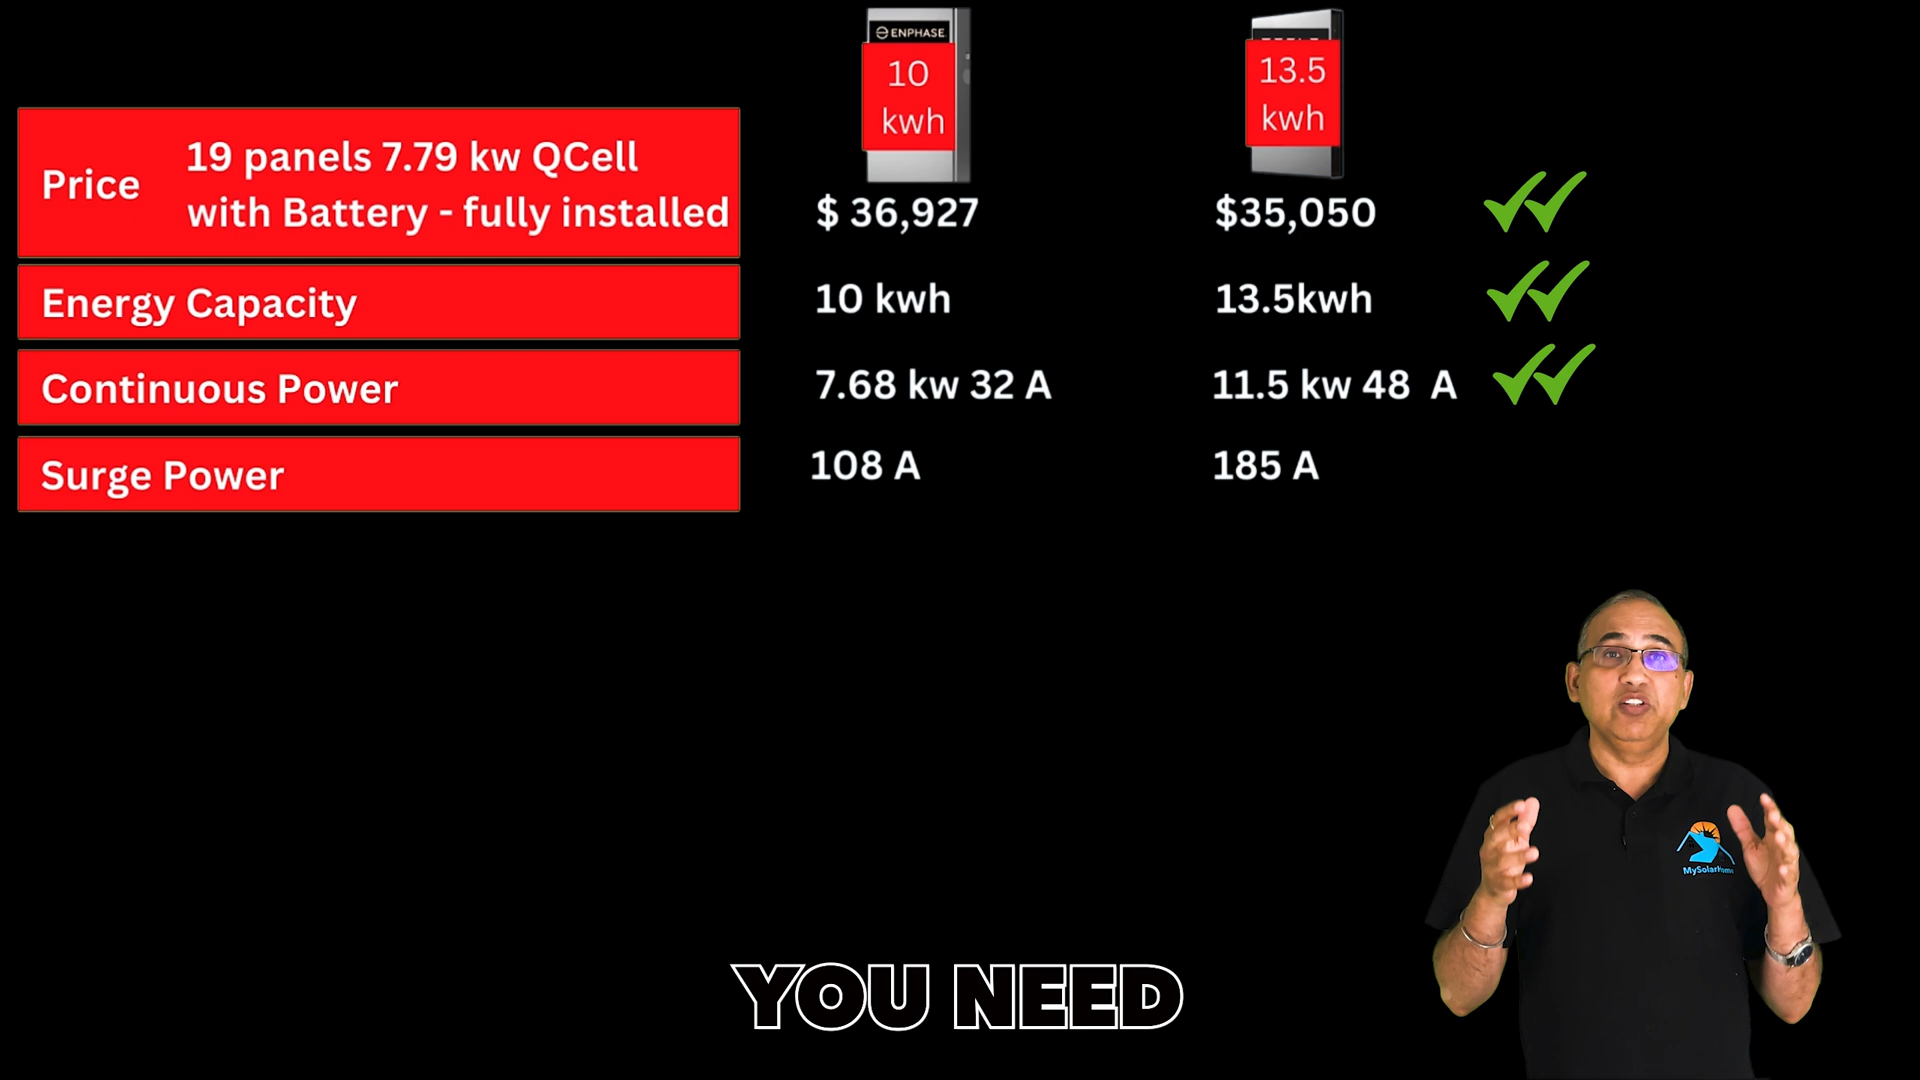 ENPHASE
10
kwh
13.5
kwh
Price
19 panels 7.79 kw QCell
with Battery - fully installed
$ 36,927
$35,050
Energy Capacity
10 kwh
13.5kwh
Continuous Power
7.68 kw 32 A
11.5 kw 48 A
Surge Power
108 A
185 A
MySolarHome
YOU NEED